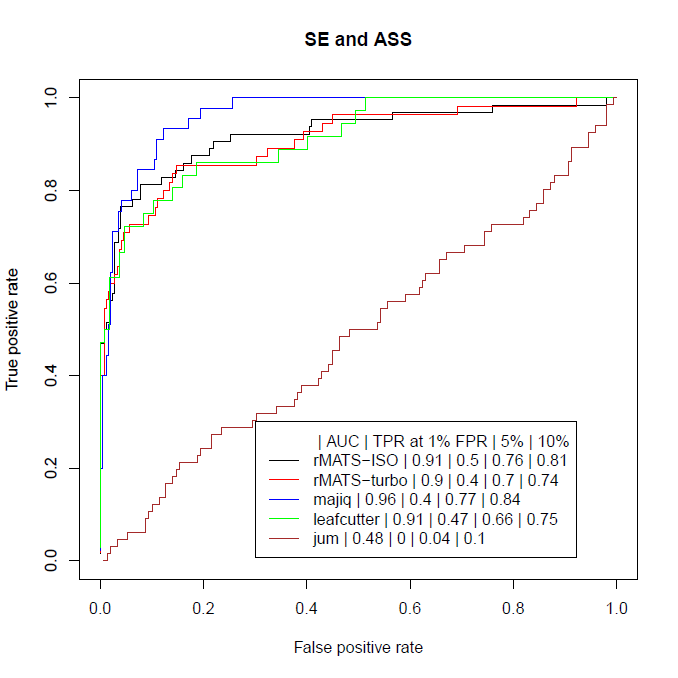 SE and ASS
True positive rate
1.0
0.8
0.6
0.4
0.2
0.0
| AUC | TPR at 1% FPR | 5% | 10%
rMATS−ISO | 0.91 | 0.5 | 0.76 | 0.81
rMATS−turbo | 0.9 | 0.4 | 0.7 | 0.74
majiq | 0.96 | 0.4 | 0.77 | 0.84
leafcutter | 0.91 | 0.47 | 0.66 | 0.75
jum | 0.48 | 0 | 0.04 | 0.1
0.0 0.2 0.4 0.6 0.8 1.0
False positive rate